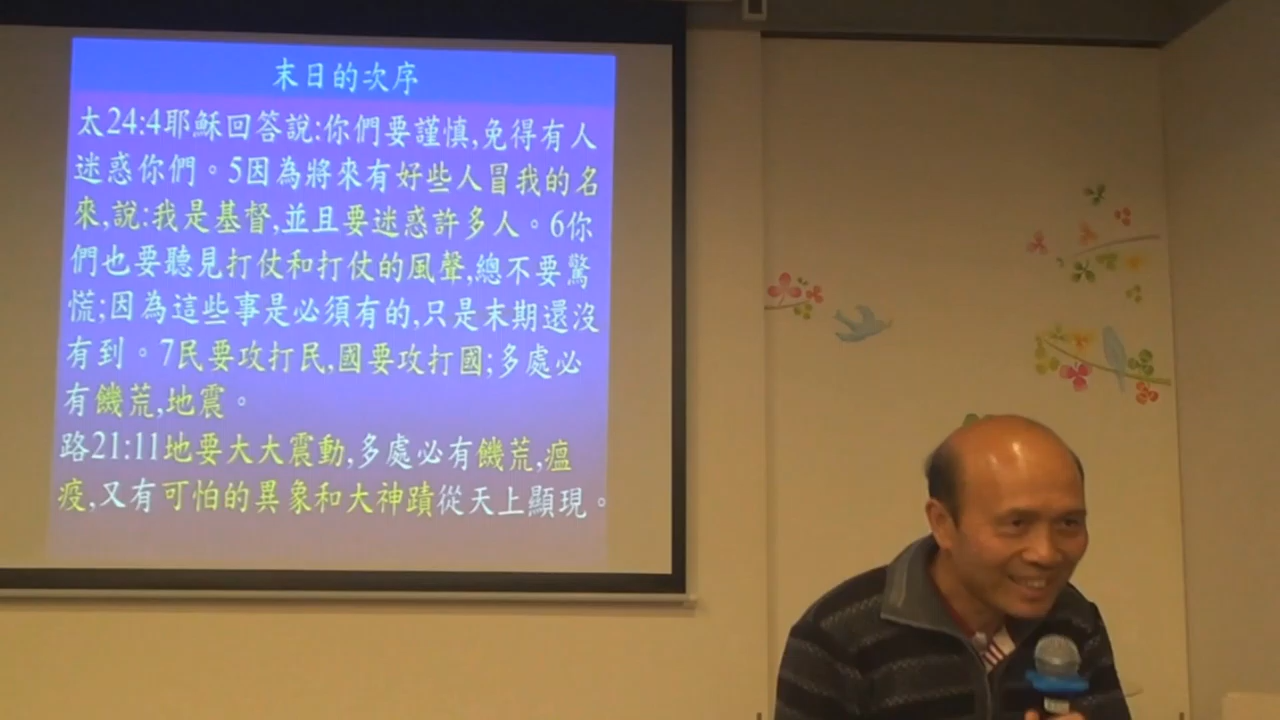 末日的次序
太24:4耶穌回答說:你們要謹慎,免得有人
迷惑你們。5因為將來有好些人冒我的名
來,說:我是基督,並且要迷惑許多人。6你
們也要聽見打仗和打仗的風聲,總不要驚
慌;因為這些事是必須有的,只是末期還沒
有到。7民要攻打民,國要攻打國;多處必
有饑荒,地震。
路21:11地要大大震動,多處必有饑荒,瘟
疫,又有可怕的異象和大神蹟從天上顯現。